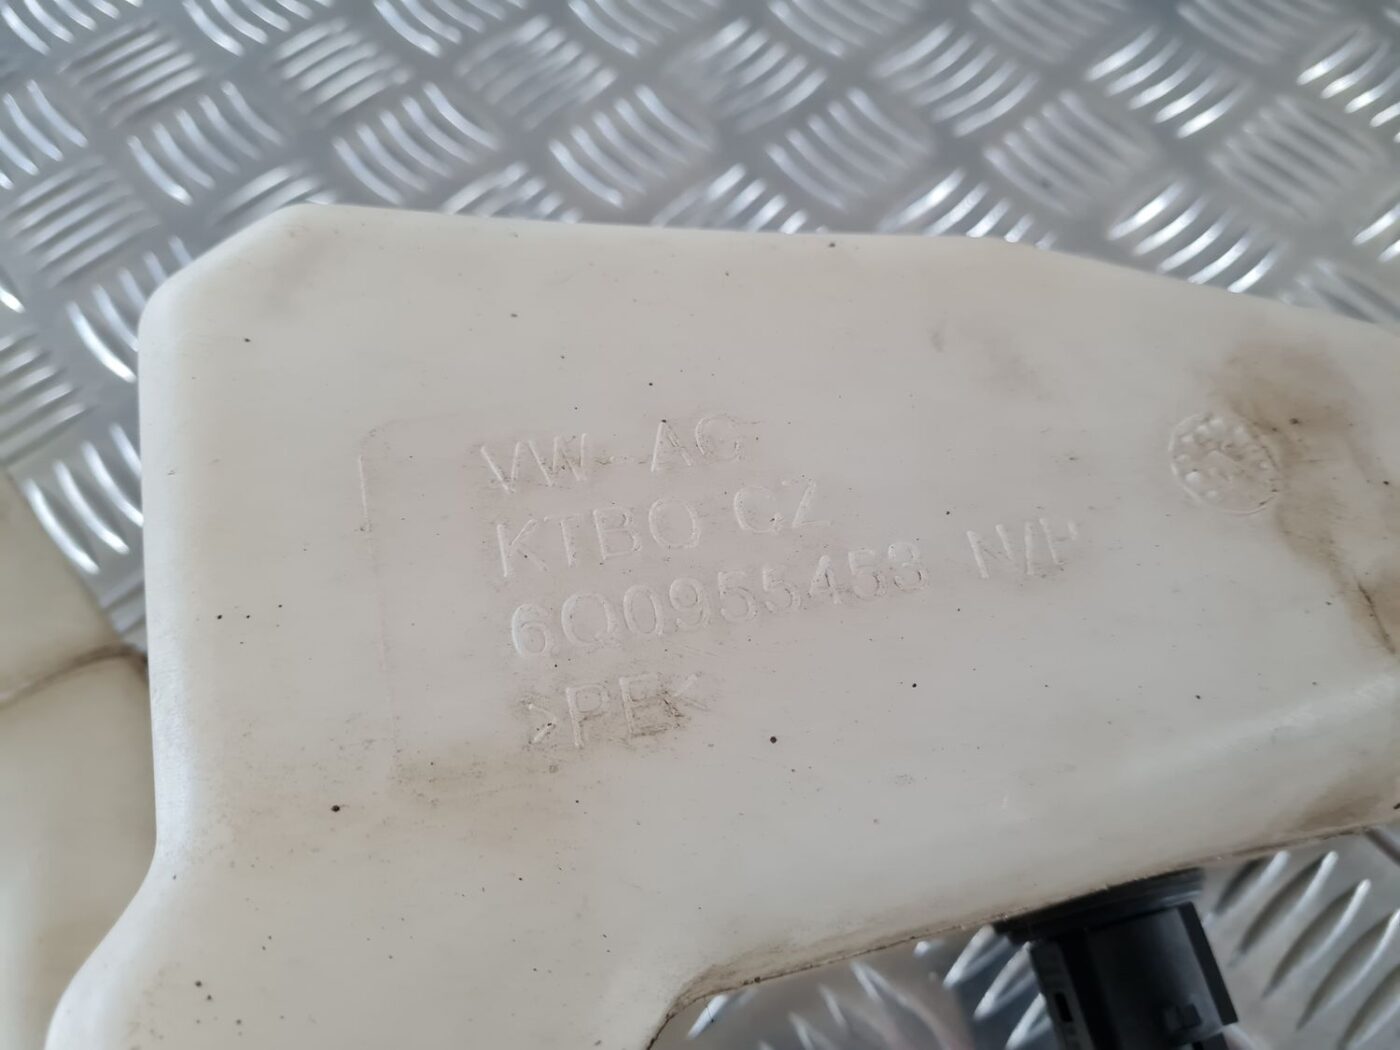 VW-AG
KTBO CZ
6Q0955453 N/P
>PE<